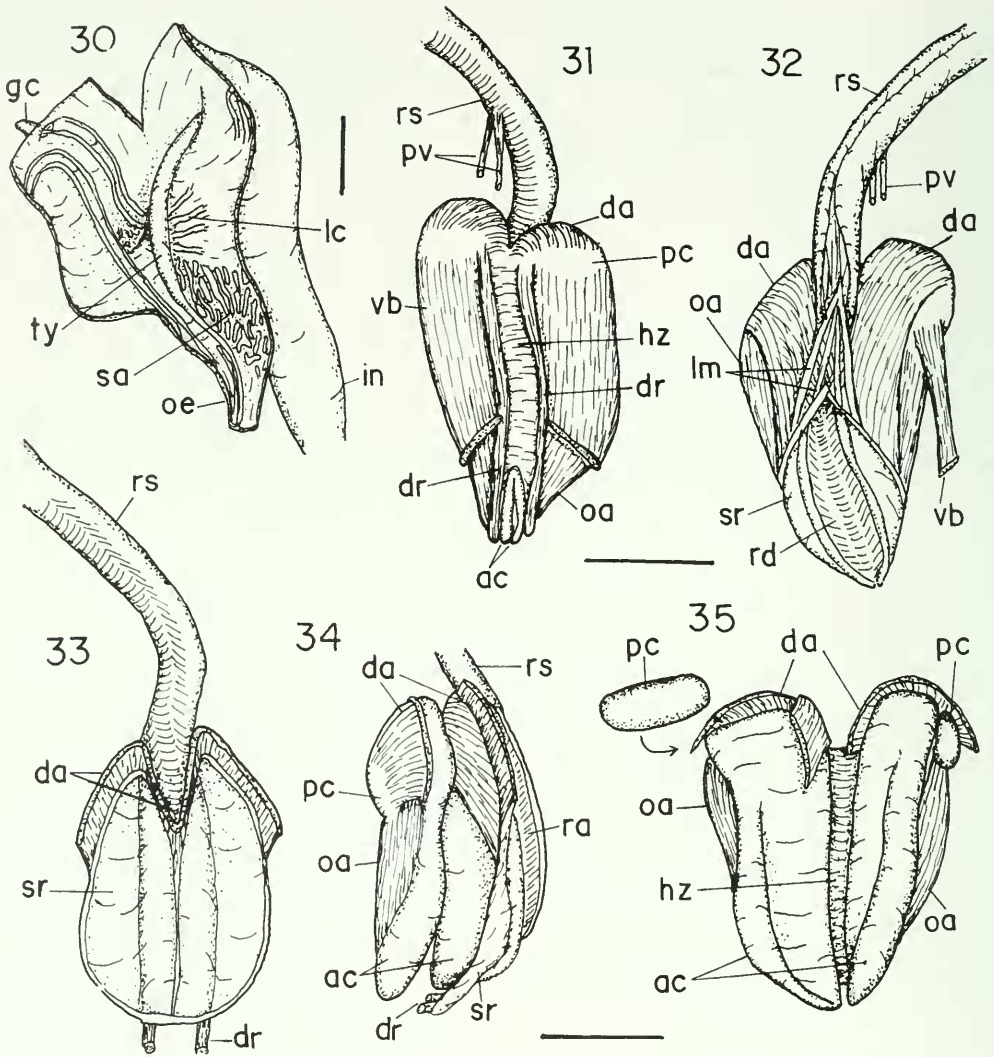 30
gc
lc
ty
sa
oe
in
31
rs
pv
da
pc
vb
hz
dr
dr
oa
ac
32
rs
pv
da
da
oa
lm
sr
rd
vb
33
rs
da
sr
dr
34
rs
da
pc
oa
ra
ac
dr
sr
35
pc
da
pc
oa
hz
oa
ac